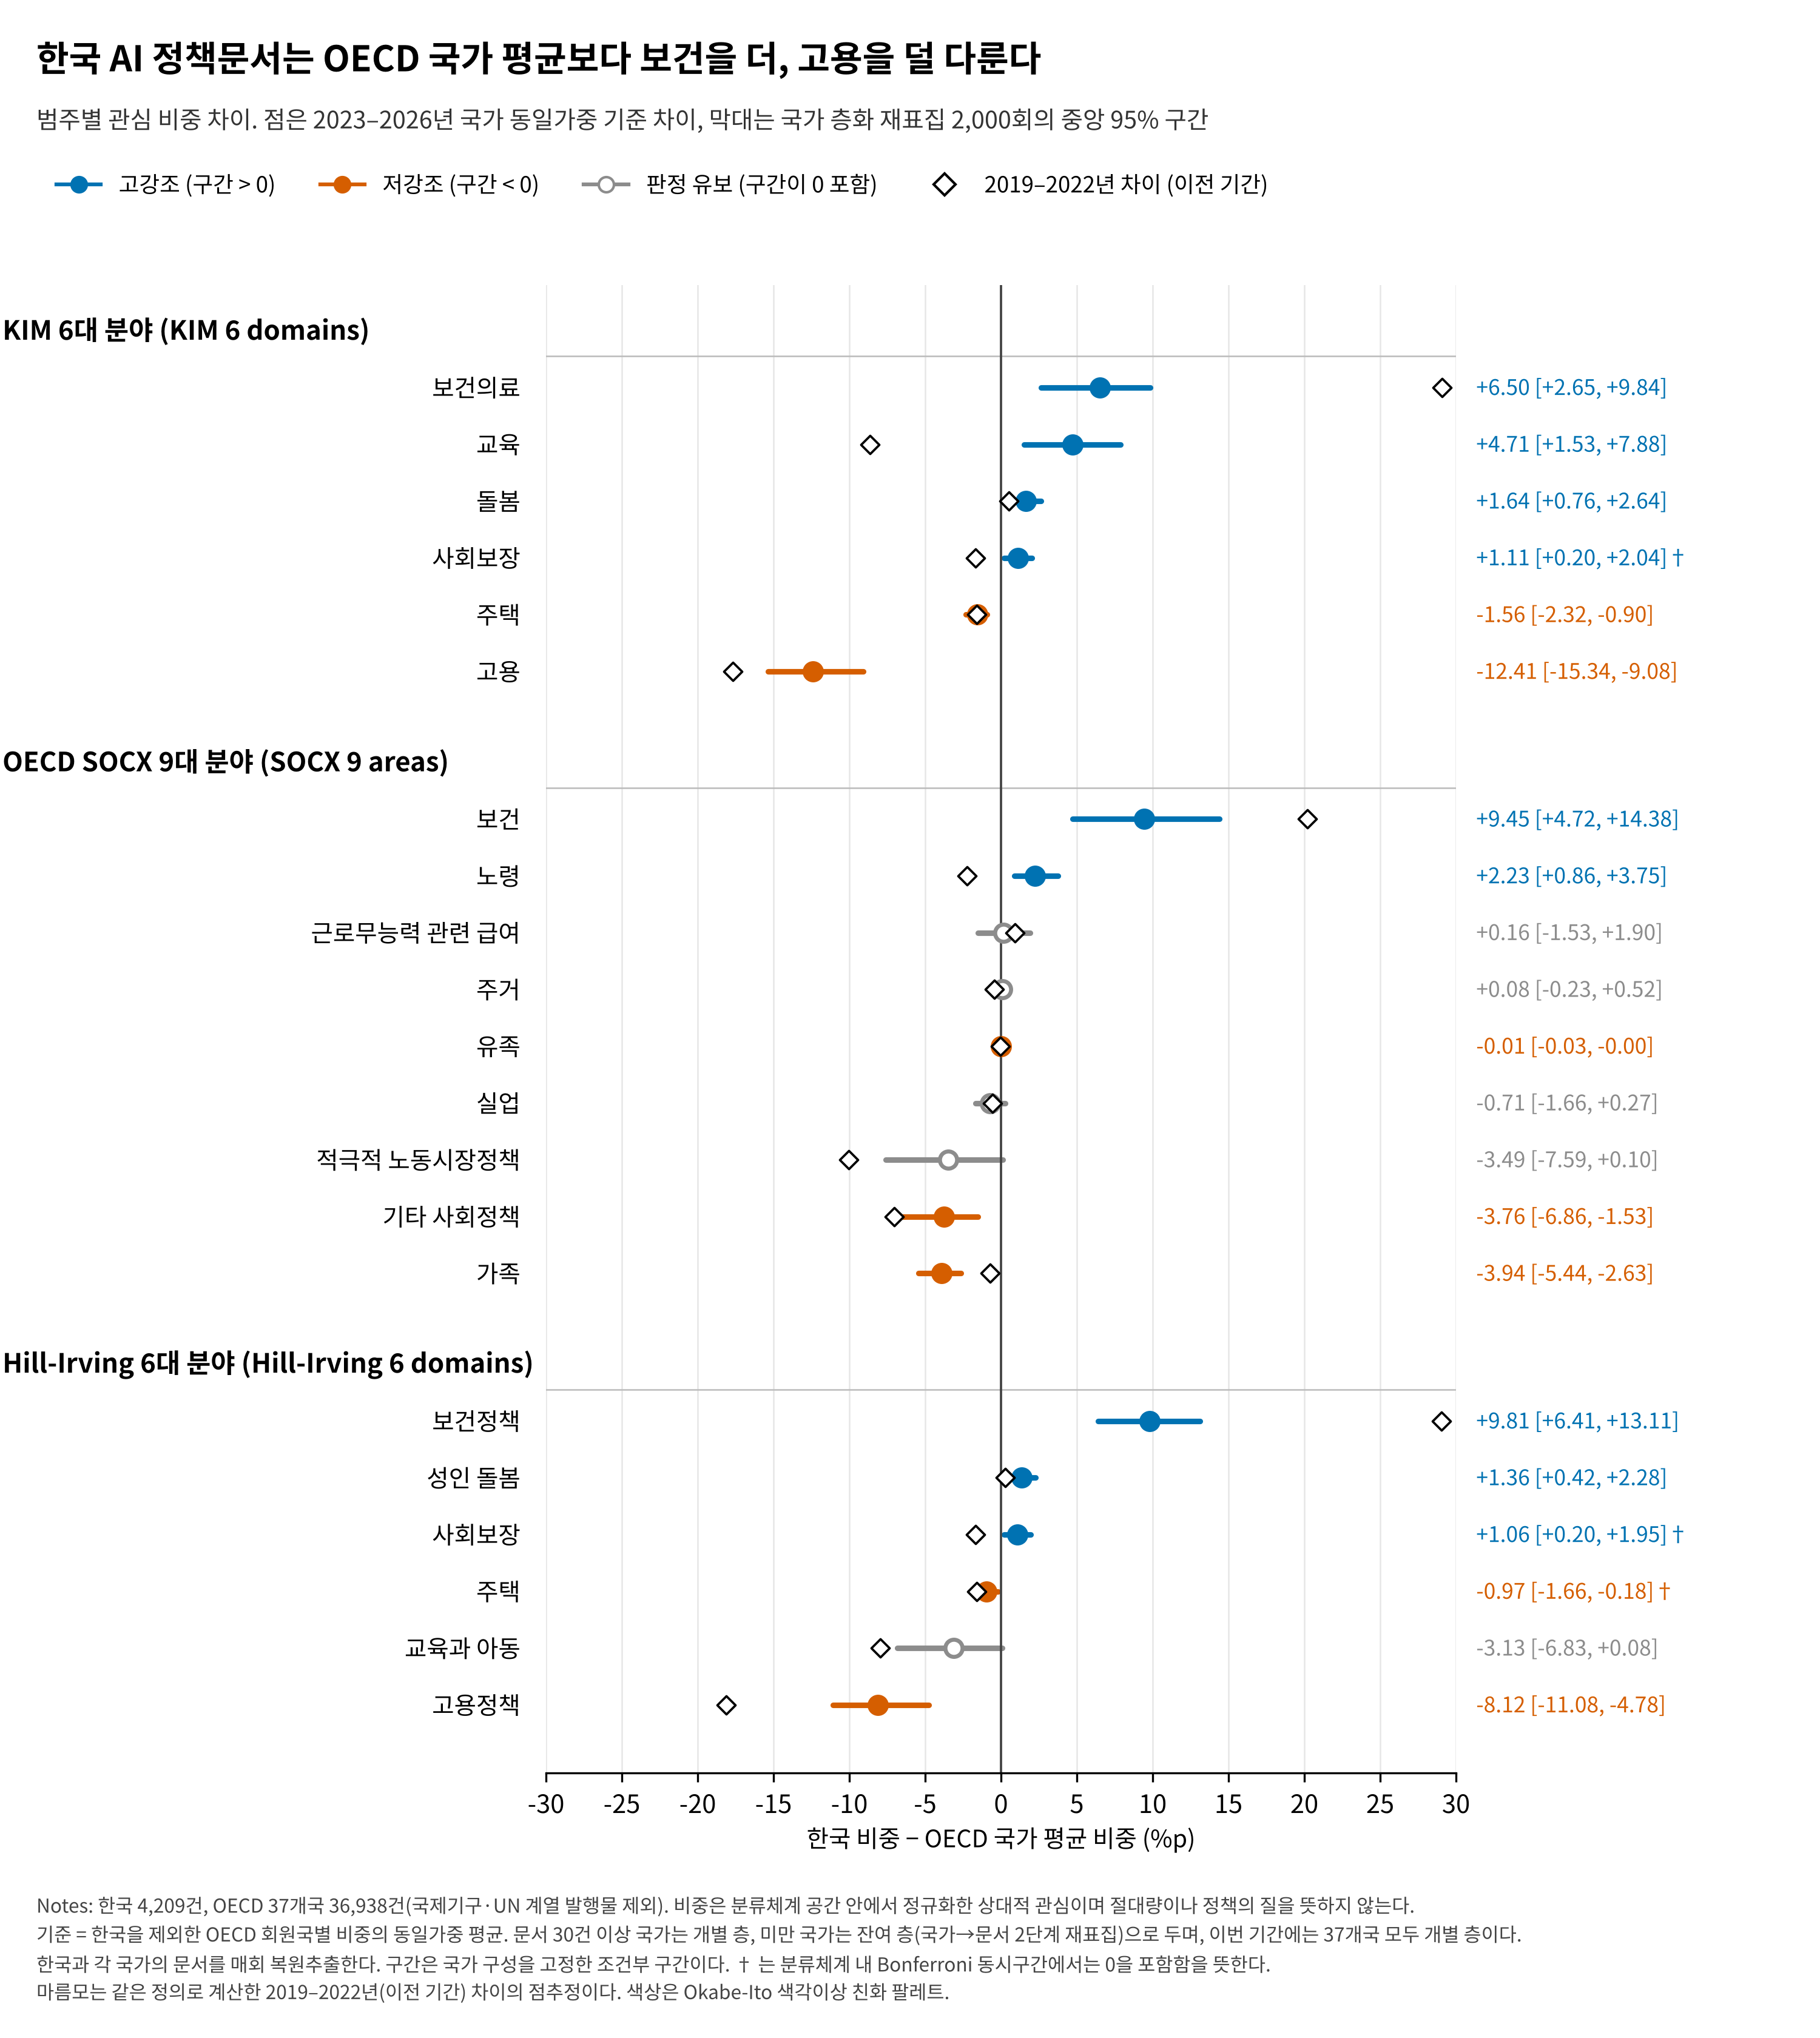 한국 AI 정책문서는 OECD 국가 평균보다 보건을 더, 고용을 덜 다룬다
범주별 관심 비중 차이. 점은 2023–2026년 국가 동일가중 기준 차이, 막대는 국가 층화 재표집 2,000회의 중앙 95% 구간
고강조 (구간 > 0) 저강조 (구간 < 0) 판정 유보 (구간이 0 포함) 2019–2022년 차이 (이전 기간)
KIM 6대 분야 (KIM 6 domains)
보건의료 +6.50 [+2.65, +9.84]
교육 +4.71 [+1.53, +7.88]
돌봄 +1.64 [+0.76, +2.64]
사회보장 +1.11 [+0.20, +2.04] †
주택 -1.56 [-2.32, -0.90]
고용 -12.41 [-15.34, -9.08]
OECD SOCX 9대 분야 (SOCX 9 areas)
보건 +9.45 [+4.72, +14.38]
노령 +2.23 [+0.86, +3.75]
근로무능력 관련 급여 +0.16 [-1.53, +1.90]
주거 +0.08 [-0.23, +0.52]
유족 -0.01 [-0.03, -0.00]
실업 -0.71 [-1.66, +0.27]
적극적 노동시장정책 -3.49 [-7.59, +0.10]
기타 사회정책 -3.76 [-6.86, -1.53]
가족 -3.94 [-5.44, -2.63]
Hill-Irving 6대 분야 (Hill-Irving 6 domains)
보건정책 +9.81 [+6.41, +13.11]
성인 돌봄 +1.36 [+0.42, +2.28]
사회보장 +1.06 [+0.20, +1.95] †
주택 -0.97 [-1.66, -0.18] †
교육과 아동 -3.13 [-6.83, +0.08]
고용정책 -8.12 [-11.08, -4.78]
-30 -25 -20 -15 -10 -5 0 5 10 15 20 25 30
한국 비중 − OECD 국가 평균 비중 (%p)
Notes: 한국 4,209건, OECD 37개국 36,938건(국제기구·UN 계열 발행물 제외). 비중은 분류체계 공간 안에서 정규화한 상대적 관심이며 절대량이나 정책의 질을 뜻하지 않는다.
기준 = 한국을 제외한 OECD 회원국별 비중의 동일가중 평균. 문서 30건 이상 국가는 개별 층, 미만 국가는 잔여 층(국가→문서 2단계 재표집)으로 두며, 이번 기간에는 37개국 모두 개별 층이다.
한국과 각 국가의 문서를 매회 복원추출한다. 구간은 국가 구성을 고정한 조건부 구간이다. † 는 분류체계 내 Bonferroni 동시구간에서는 0을 포함함을 뜻한다.
마름모는 같은 정의로 계산한 2019–2022년(이전 기간) 차이의 점추정이다. 색상은 Okabe-Ito 색각이상 친화 팔레트.